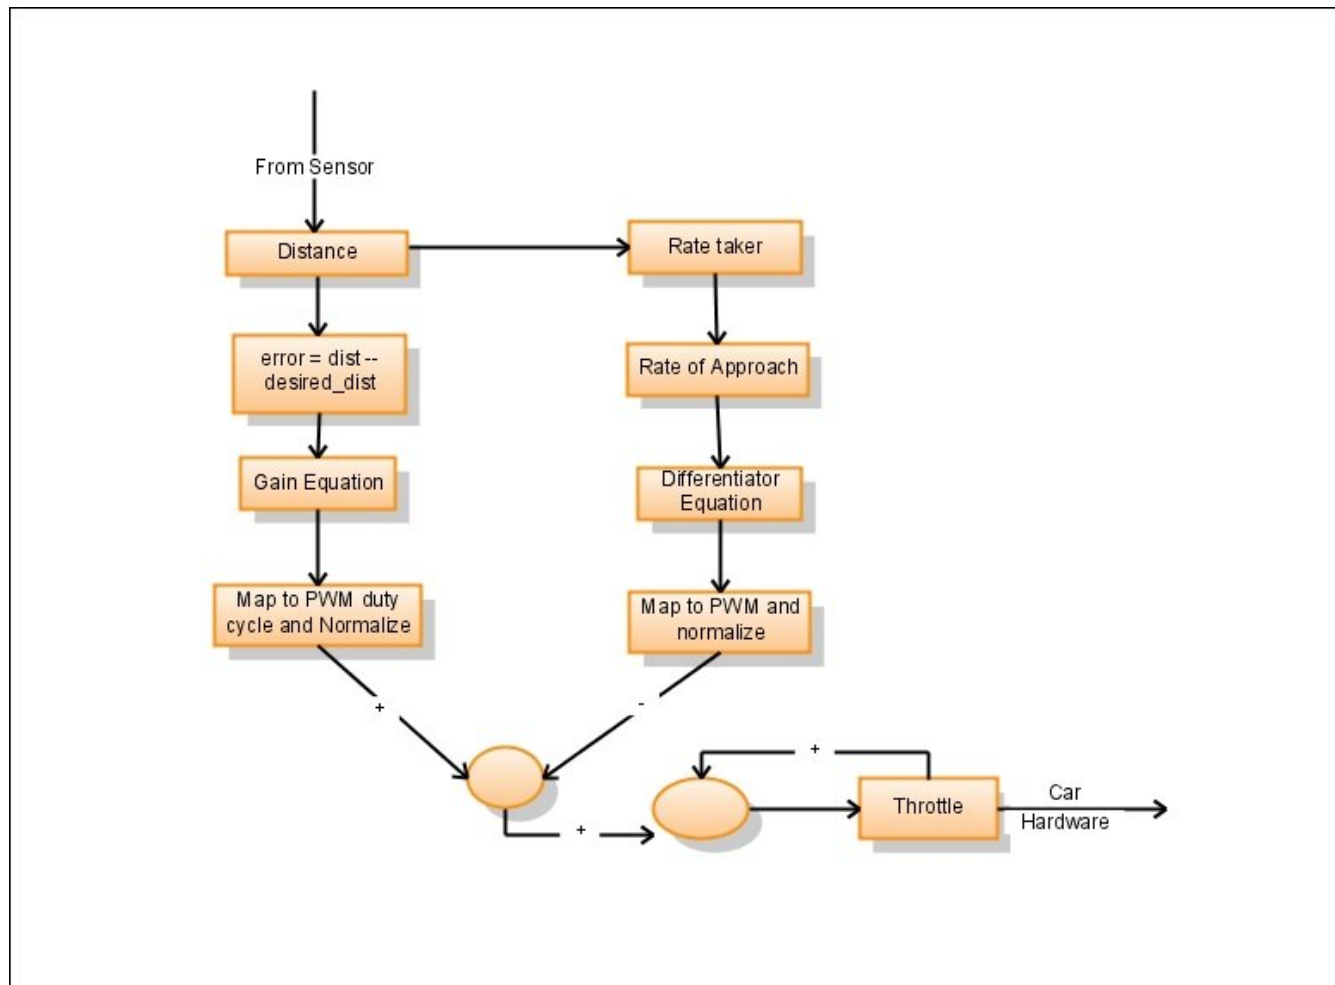 From Sensor
Distance
Rate taker
error = dist --
desired_dist
Rate of Approach
Gain Equation
Differentiator
Equation
Map to PWM duty
cycle and Normalize
Map to PWM and
normalize
+
-
+
+
Throttle
Car
Hardware